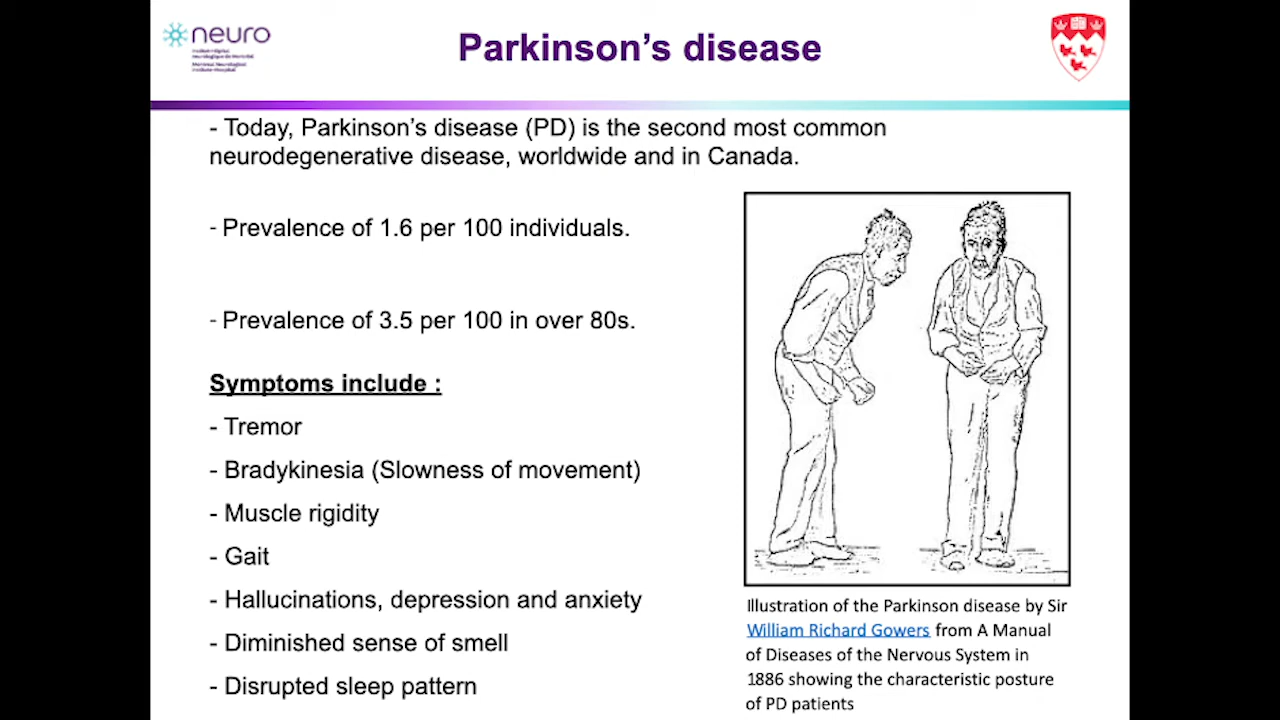 neuro
Parkinson's disease
- Today, Parkinson's disease (PD) is the second most common
neurodegenerative disease, worldwide and in Canada.
- Prevalence of 1.6 per 100 individuals.
- Prevalence of 3.5 per 100 in over 80s.
Symptoms include :
- Tremor
- Bradykinesia (Slowness of movement)
- Muscle rigidity
- Gait
- Hallucinations, depression and anxiety
- Diminished sense of smell
- Disrupted sleep pattern
Illustration of the Parkinson disease by Sir
William Richard Gowers from A Manual
of Diseases of the Nervous System in
1886 showing the characteristic posture
of PD patients